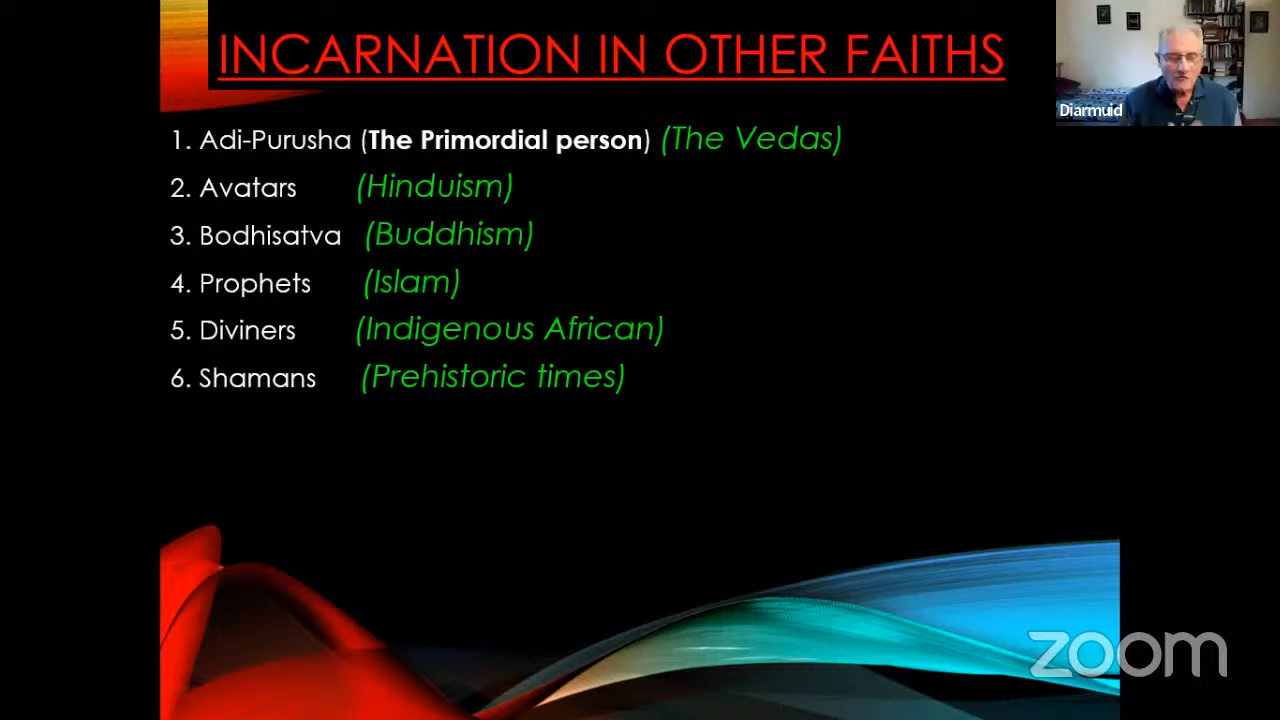 INCARNATION IN OTHER FAITHS
Diarmuid
1. Adi-Purusha (The Primordial person) (The Vedas)
2. Avatars (Hinduism)
3. Bodhisatva (Buddhism)
4. Prophets (Islam)
5. Diviners (Indigenous African)
6. Shamans (Prehistoric times)
zoom